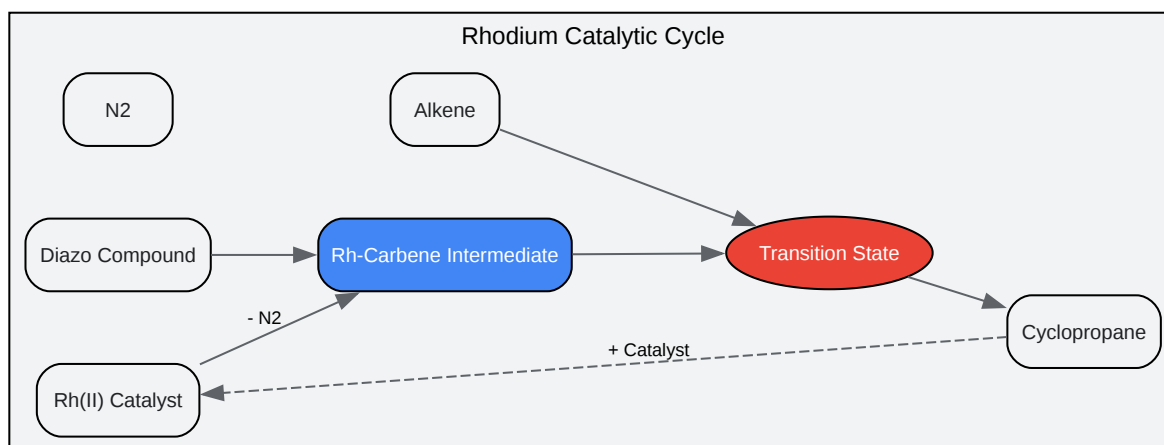 Rhodium Catalytic Cycle
N2
Alkene
Diazo Compound
Rh-Carbene Intermediate
Transition State
- N2
Cyclopropane
+ Catalyst
Rh(II) Catalyst